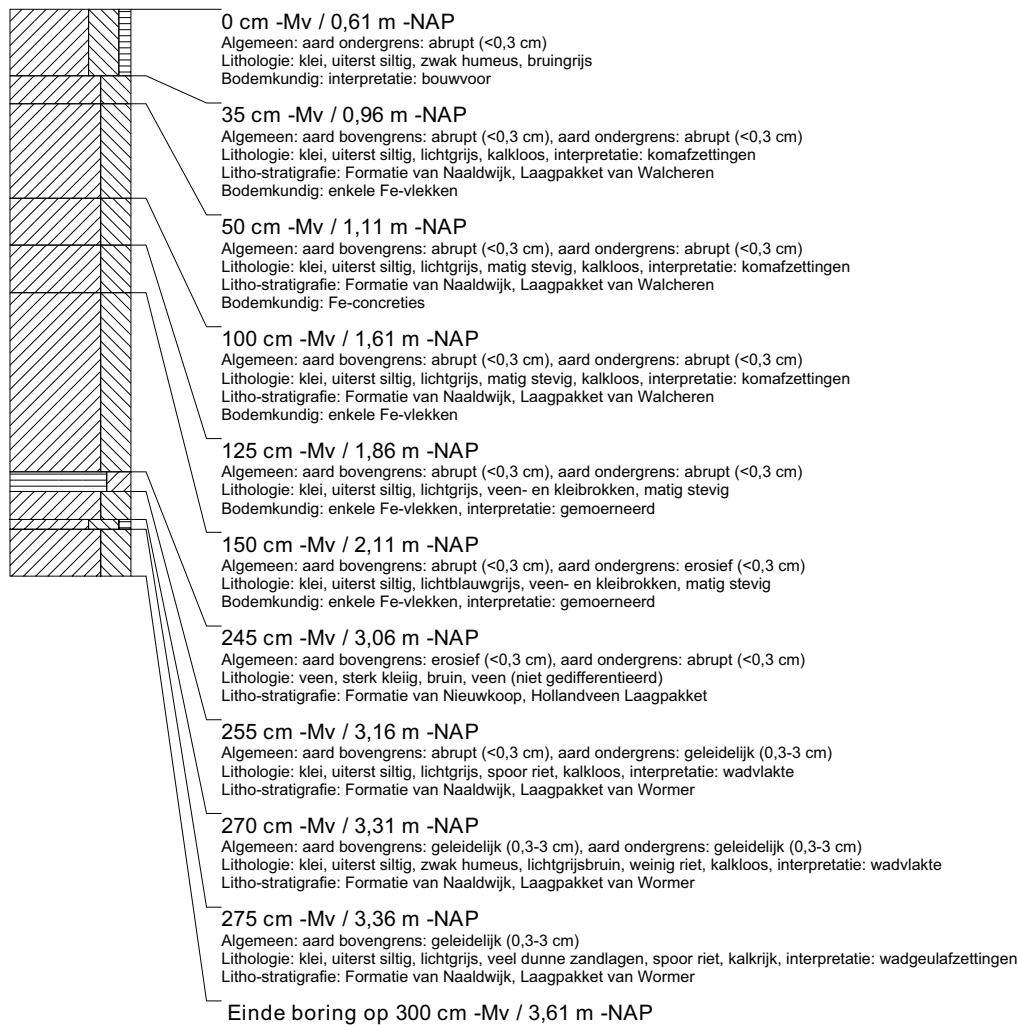 0 cm -Mv / 0,61 m -NAP
Algemeen: aard ondergrens: abrupt (<0,3 cm)
Lithologie: klei, uiterst siltig, zwak humeus, bruingrijs
Bodemkundig: interpretatie: bouwvoor
35 cm -Mv / 0,96 m -NAP
Algemeen: aard bovengrens: abrupt (<0,3 cm), aard ondergrens: abrupt (<0,3 cm)
Lithologie: klei, uiterst siltig, lichtgrijs, kalkloos, interpretatie: komafzettingen
Litho-stratigrafie: Formatie van Naaldwijk, Laagpakket van Walcheren
Bodemkundig: enkele Fe-vlekken
50 cm -Mv / 1,11 m -NAP
Algemeen: aard bovengrens: abrupt (<0,3 cm), aard ondergrens: abrupt (<0,3 cm)
Lithologie: klei, uiterst siltig, lichtgrijs, matig stevig, kalkloos, interpretatie: komafzettingen
Litho-stratigrafie: Formatie van Naaldwijk, Laagpakket van Walcheren
Bodemkundig: Fe-concreties
100 cm -Mv / 1,61 m -NAP
Algemeen: aard bovengrens: abrupt (<0,3 cm), aard ondergrens: abrupt (<0,3 cm)
Lithologie: klei, uiterst siltig, lichtgrijs, matig stevig, kalkloos, interpretatie: komafzettingen
Litho-stratigrafie: Formatie van Naaldwijk, Laagpakket van Walcheren
Bodemkundig: enkele Fe-vlekken
125 cm -Mv / 1,86 m -NAP
Algemeen: aard bovengrens: abrupt (<0,3 cm), aard ondergrens: abrupt (<0,3 cm)
Lithologie: klei, uiterst siltig, lichtgrijs, veen- en kleibrokken, matig stevig
Bodemkundig: enkele Fe-vlekken, interpretatie: gemoerneerd
150 cm -Mv / 2,11 m -NAP
Algemeen: aard bovengrens: abrupt (<0,3 cm), aard ondergrens: erosief (<0,3 cm)
Lithologie: klei, uiterst siltig, lichtblauwgrijs, veen- en kleibrokken, matig stevig
Bodemkundig: enkele Fe-vlekken, interpretatie: gemoerneerd
245 cm -Mv / 3,06 m -NAP
Algemeen: aard bovengrens: erosief (<0,3 cm), aard ondergrens: abrupt (<0,3 cm)
Lithologie: veen, sterk kleiig, bruin, veen (niet gedifferentieerd)
Litho-stratigrafie: Formatie van Nieuwkoop, Hollandveen Laagpakket
255 cm -Mv / 3,16 m -NAP
Algemeen: aard bovengrens: abrupt (<0,3 cm), aard ondergrens: geleidelijk (0,3-3 cm)
Lithologie: klei, uiterst siltig, lichtgrijs, spoor riet, kalkloos, interpretatie: wadvlakte
Litho-stratigrafie: Formatie van Naaldwijk, Laagpakket van Wormer
270 cm -Mv / 3,31 m -NAP
Algemeen: aard bovengrens: geleidelijk (0,3-3 cm), aard ondergrens: geleidelijk (0,3-3 cm)
Lithologie: klei, uiterst siltig, zwak humeus, lichtgrijsbruin, weinig riet, kalkloos, interpretatie: wadvlakte
Litho-stratigrafie: Formatie van Naaldwijk, Laagpakket van Wormer
275 cm -Mv / 3,36 m -NAP
Algemeen: aard bovengrens: geleidelijk (0,3-3 cm)
Lithologie: klei, uiterst siltig, lichtgrijs, veel dunne zandlagen, spoor riet, kalkrijk, interpretatie: wadgeulafzettingen
Litho-stratigrafie: Formatie van Naaldwijk, Laagpakket van Wormer
Einde boring op 300 cm -Mv / 3,61 m -NAP